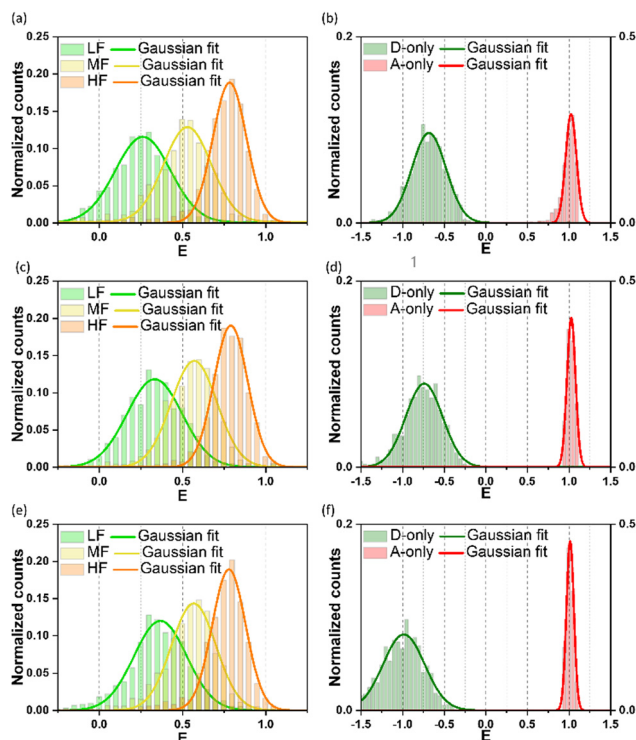 (a)
0.25
0.20
0.15
0.10
0.05
0.00
Normalized counts
LF Gaussian fit
MF Gaussian fit
HF Gaussian fit
0.0 0.5 1.0
E
(b)
0.2
0.0
Normalized counts
D-only Gaussian fit
A-only Gaussian fit
0.5
0.0
-1.5 -1.0 -0.5 0.0 0.5 1.0 1.5
E
1
(c)
0.25
0.20
0.15
0.10
0.05
0.00
Normalized counts
LF Gaussian fit
MF Gaussian fit
HF Gaussian fit
0.0 0.5 1.0
E
(d)
0.2
0.0
Normalized counts
D-only Gaussian fit
A-only Gaussian fit
0.5
0.0
-1.5 -1.0 -0.5 0.0 0.5 1.0 1.5
E
(e)
0.25
0.20
0.15
0.10
0.05
0.00
Normalized counts
LF Gaussian fit
MF Gaussian fit
HF Gaussian fit
0.0 0.5 1.0
E
(f)
0.2
0.0
Normalized counts
D-only Gaussian fit
A-only Gaussian fit
0.5
0.0
-1.5 -1.0 -0.5 0.0 0.5 1.0 1.5
E